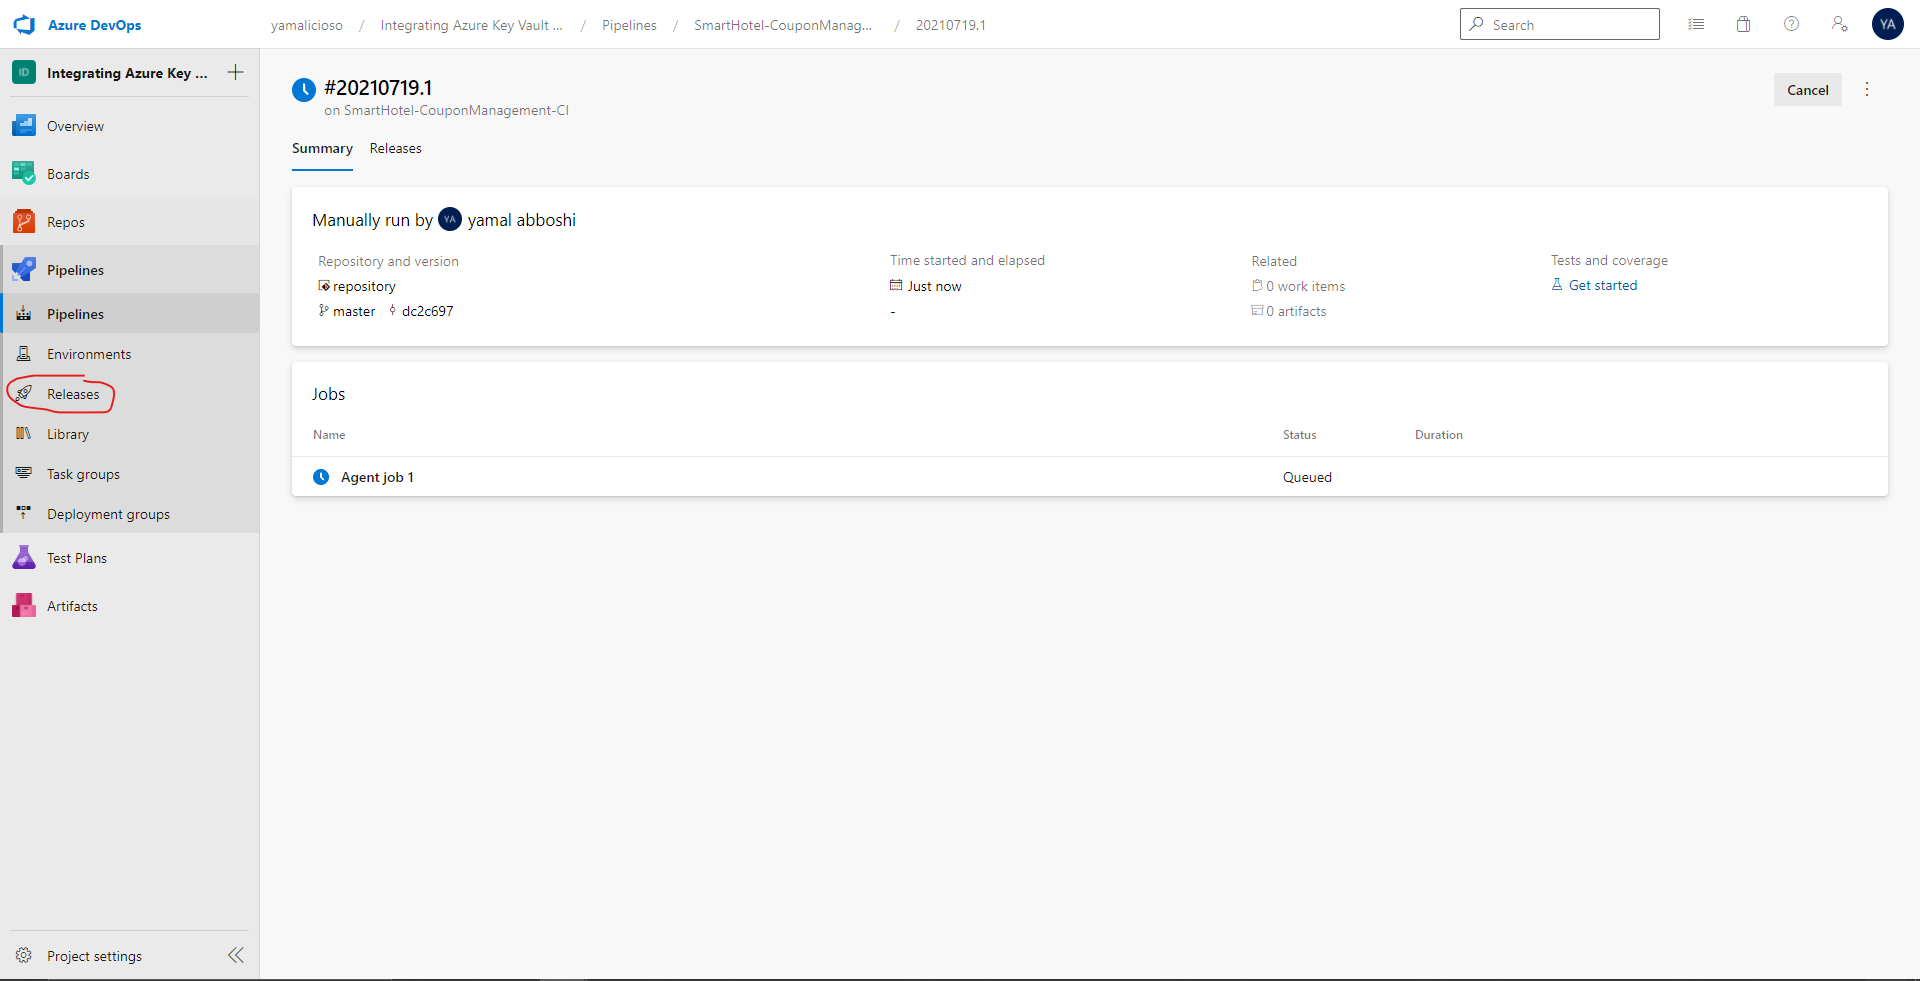 Azure DevOps
yamalicioso / Integrating Azure Key Vault ... / Pipelines / SmartHotel-CouponManag... / 20210719.1
Search
YA
ID Integrating Azure Key ...
Overview
Boards
Repos
Pipelines
Pipelines
Environments
Releases
Library
Task groups
Deployment groups
Test Plans
Artifacts
Project settings
#20210719.1
on SmartHotel-CouponManagement-CI
Cancel
Summary Releases
Manually run by YA yamal abboshi
Repository and version
repository
master dc2c697
Time started and elapsed
Just now
-
Related
0 work items
0 artifacts
Tests and coverage
Get started
Jobs
Name Status Duration
Agent job 1 Queued